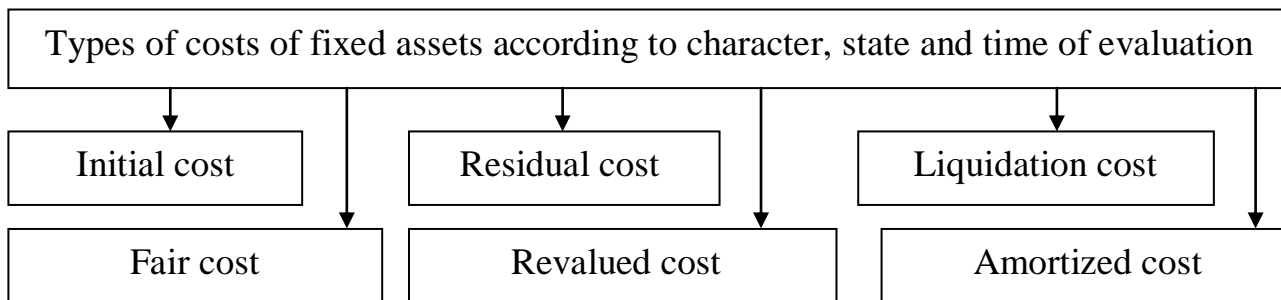 Types of costs of fixed assets according to character, state and time of evaluation
Initial cost
Residual cost
Liquidation cost
Fair cost
Revalued cost
Amortized cost